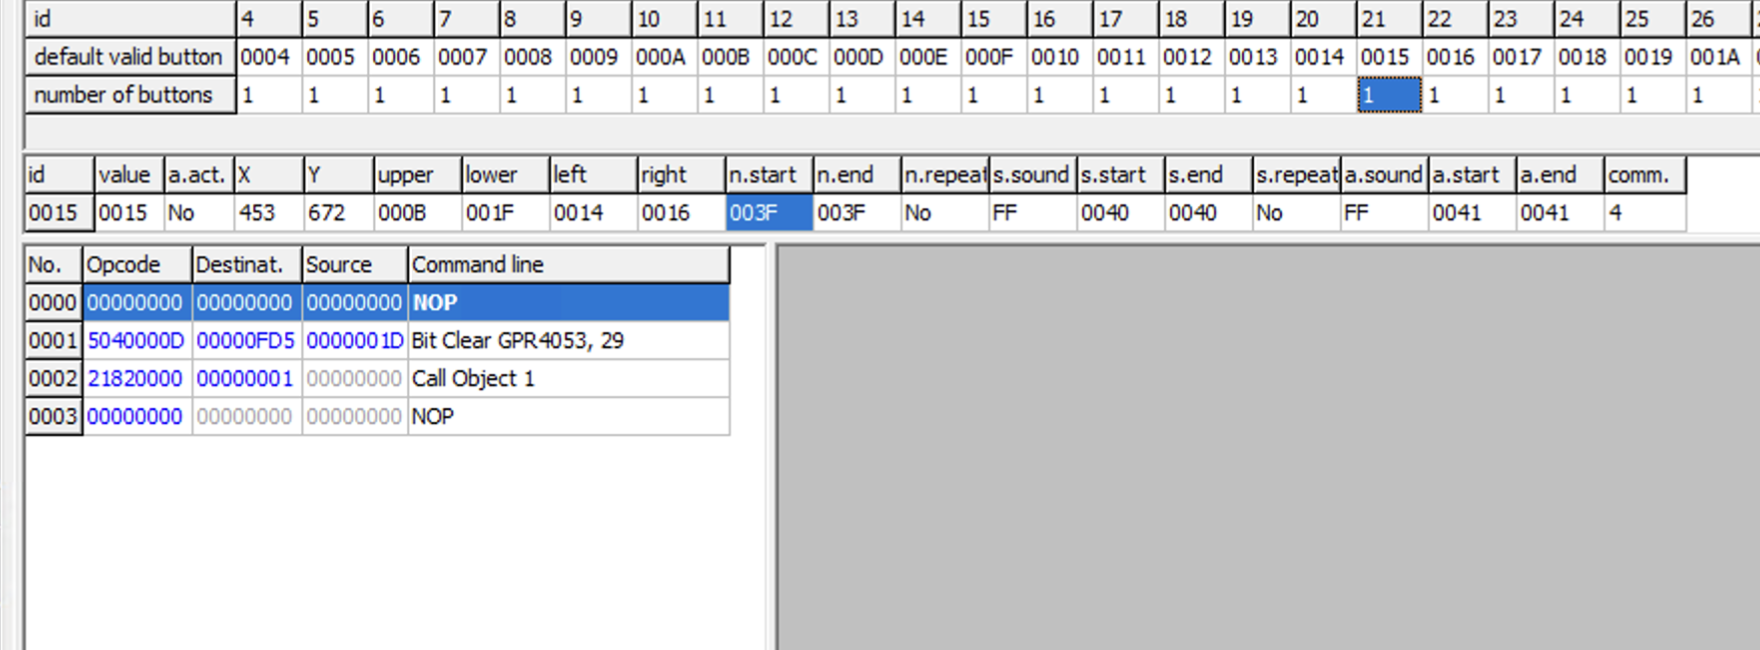 id 4 5 6 7 8 9 10 11 12 13 14 15 16 17 18 19 20 21 22 23 24 25 26
default valid button 0004 0005 0006 0007 0008 0009 000A 000B 000C 000D 000E 000F 0010 0011 0012 0013 0014 0015 0016 0017 0018 0019 001A
number of buttons 1 1 1 1 1 1 1 1 1 1 1 1 1 1 1 1 1 1 1 1 1 1 1
id value a.act. X Y upper lower left right n.start n.end n.repeat s.sound s.start s.end s.repeat a.sound a.start a.end comm.
0015 0015 No 453 672 000B 001F 0014 0016 003F 003F No FF 0040 0040 No FF 0041 0041 4
No. Opcode Destinat. Source Command line
0000 00000000 00000000 00000000 NOP
0001 5040000D 00000FD5 0000001D Bit Clear GPR4053, 29
0002 21820000 00000001 00000000 Call Object 1
0003 00000000 00000000 00000000 NOP